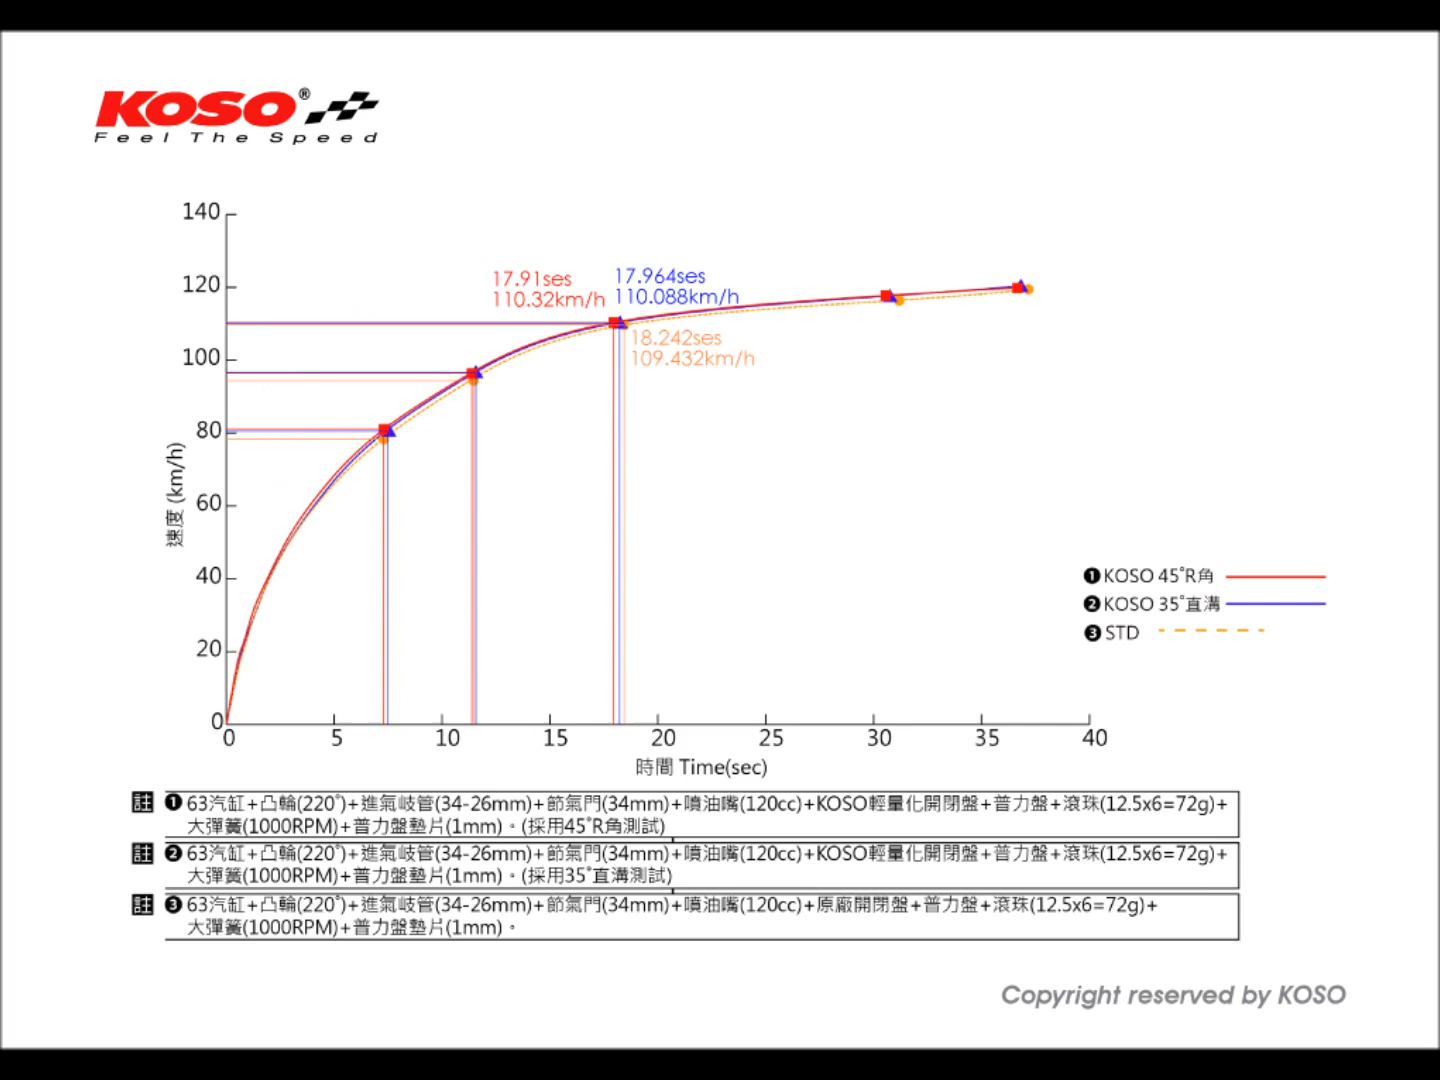 KOSO®
Feel The Speed
140
120
100
80
60
40
20
0
速度 (km/h)
17.91ses
110.32km/h
17.964ses
110.088km/h
18.242ses
109.432km/h
0 5 10 15 20 25 30 35 40
時間 Time(sec)
❶KOSO 45°R角
❷KOSO 35°直溝
❸STD
註 ❶ 63汽缸+凸輪(220°)+進氣岐管(34-26mm)+節氣門(34mm)+噴油嘴(120cc)+KOSO輕量化開閉盤+普力盤+滾珠(12.5x6=72g)+
大彈簧(1000RPM)+普力盤墊片(1mm)。(採用45°R角測試)
註 ❷ 63汽缸+凸輪(220°)+進氣岐管(34-26mm)+節氣門(34mm)+噴油嘴(120cc)+KOSO輕量化開閉盤+普力盤+滾珠(12.5x6=72g)+
大彈簧(1000RPM)+普力盤墊片(1mm)。(採用35°直溝測試)
註 ❸ 63汽缸+凸輪(220°)+進氣岐管(34-26mm)+節氣門(34mm)+噴油嘴(120cc)+原廠開閉盤+普力盤+滾珠(12.5x6=72g)+
大彈簧(1000RPM)+普力盤墊片(1mm)。
Copyright reserved by KOSO